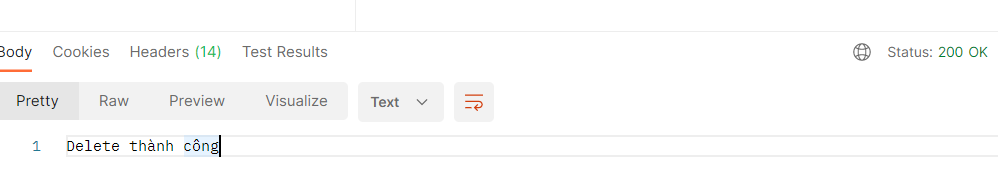 Body Cookies Headers (14) Test Results Status: 200 OK
Pretty Raw Preview Visualize Text
1 Delete thành công